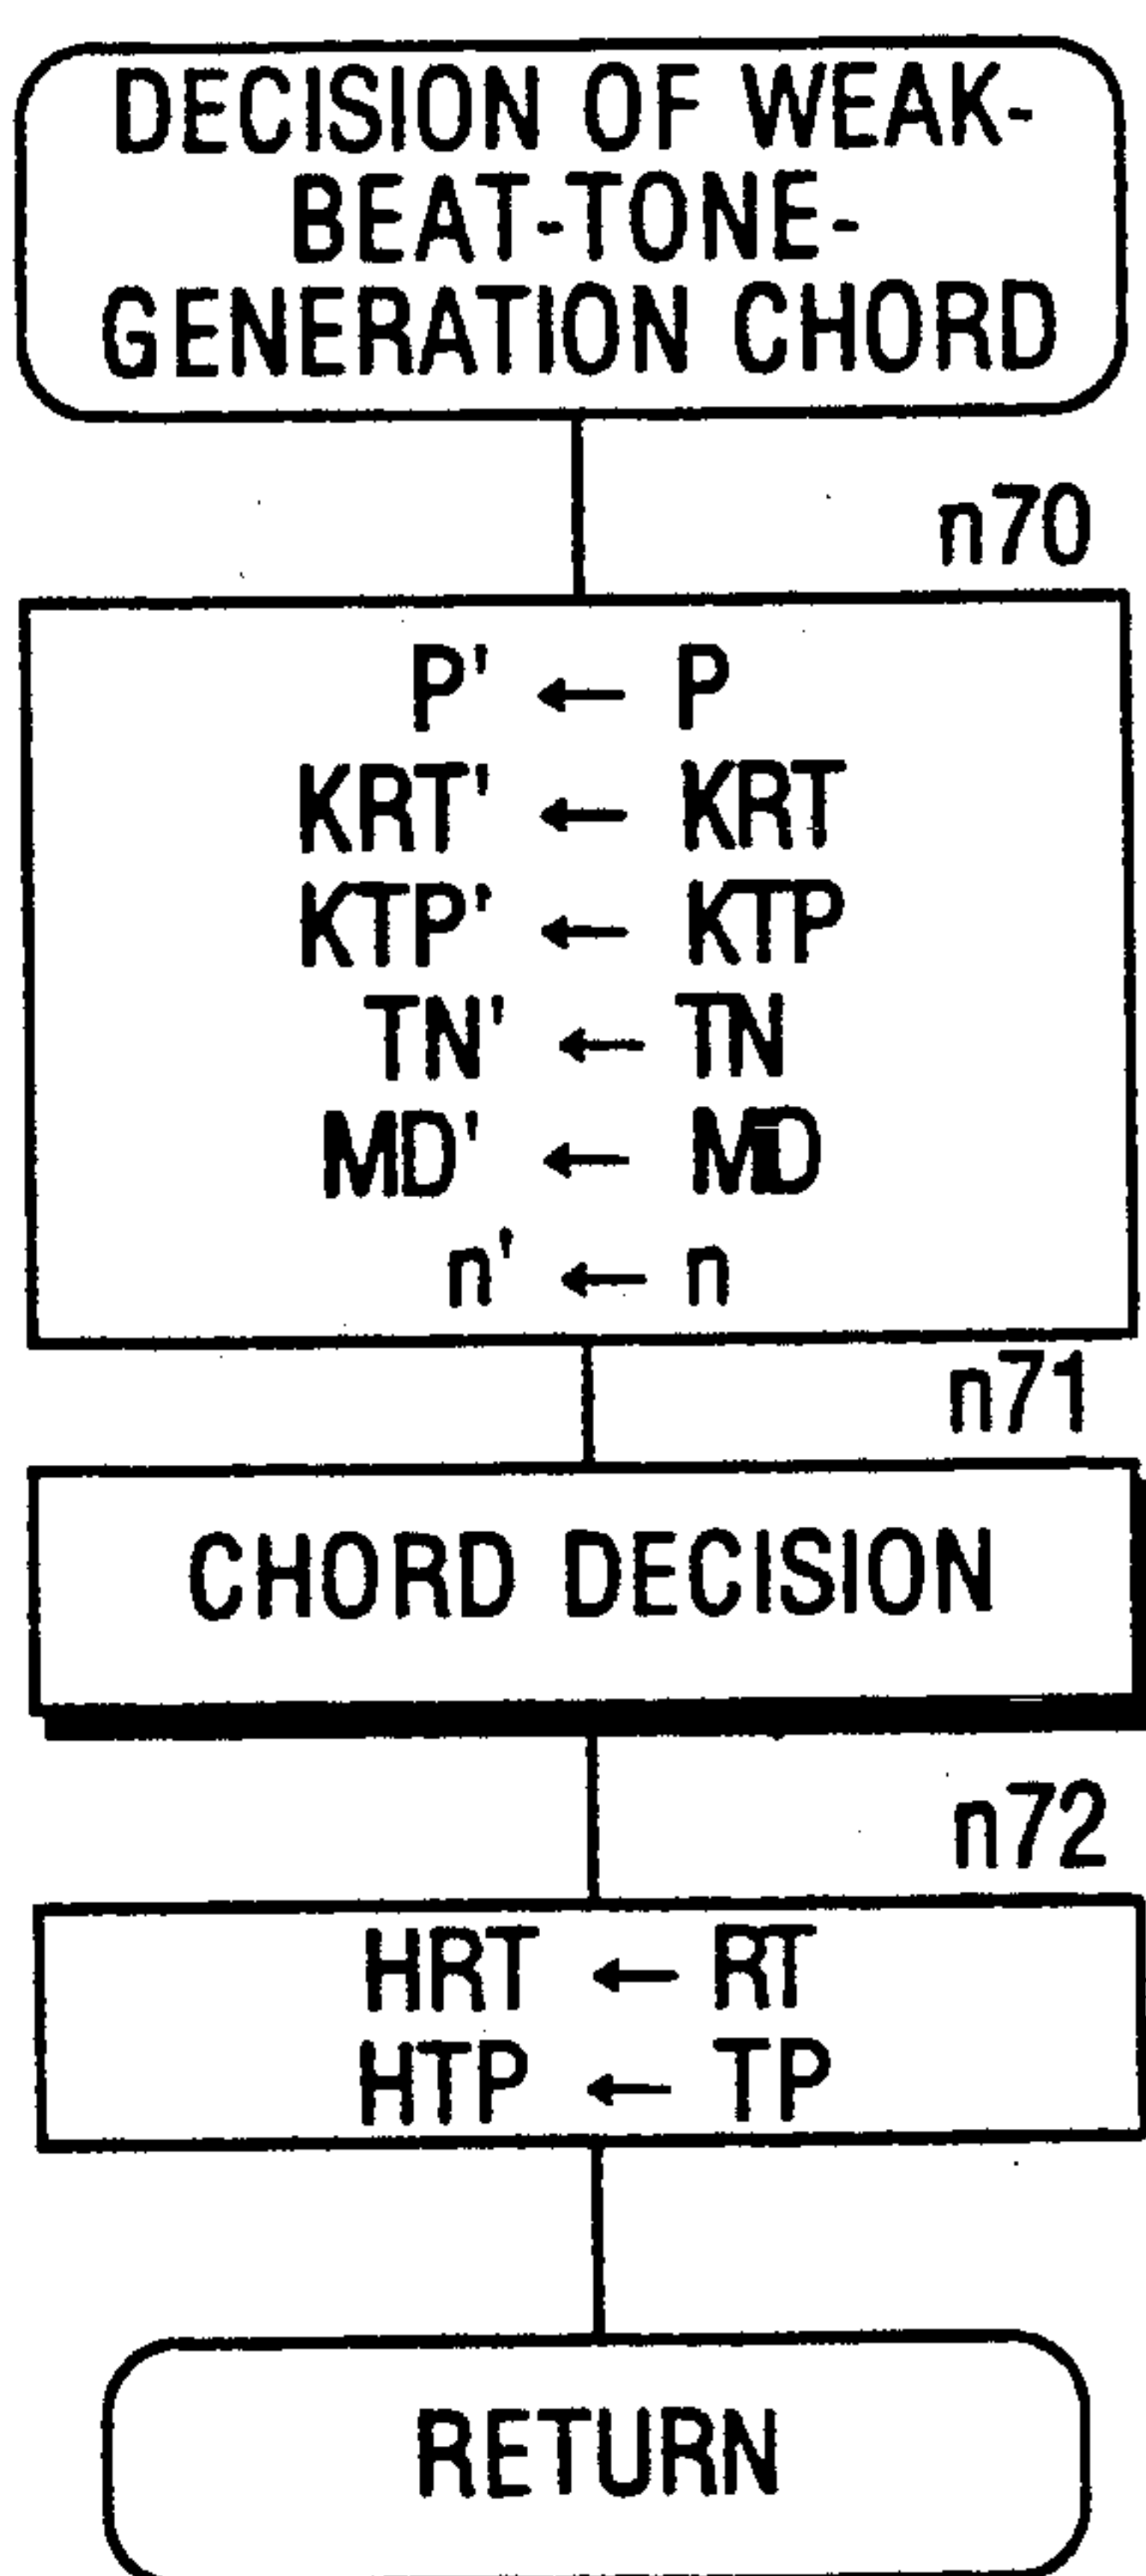 DECISION OF WEAK-
BEAT-TONE-
GENERATION CHORD
n70
P' ← P
KRT' ← KRT
KTP' ← KTP
TN' ← TN
MD' ← MD
n' ← n
n71
CHORD DECISION
n72
HRT ← RT
HTP ← TP
RETURN